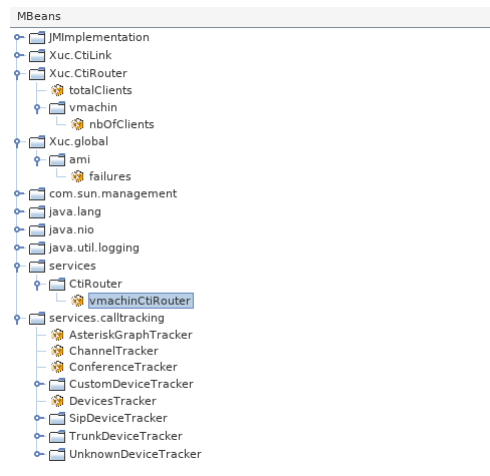 MBeans
JMImplementation
Xuc.CtiLink
Xuc.CtiRouter
totalClients
vmachin
nbOfClients
Xuc.global
ami
failures
com.sun.management
java.lang
java.nio
java.util.logging
services
CtiRouter
vmachinCtiRouter
services.calltracking
AsteriskGraphTracker
ChannelTracker
ConferenceTracker
CustomDeviceTracker
DevicesTracker
SipDeviceTracker
TrunkDeviceTracker
UnknownDeviceTracker